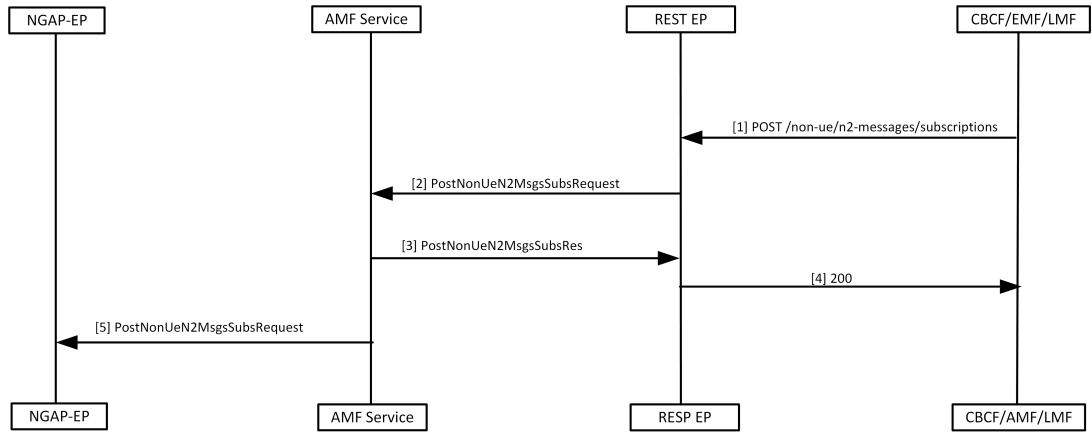 NGAP-EP
AMF Service
REST EP
CBCF/EMF/LMF
[1] POST /non-ue/n2-messages/subscriptions
[2] PostNonUeN2MsgsSubsRequest
[3] PostNonUeN2MsgsSubsRes
[4] 200
[5] PostNonUeN2MsgsSubsRequest
NGAP-EP
AMF Service
RESP EP
CBCF/AMF/LMF